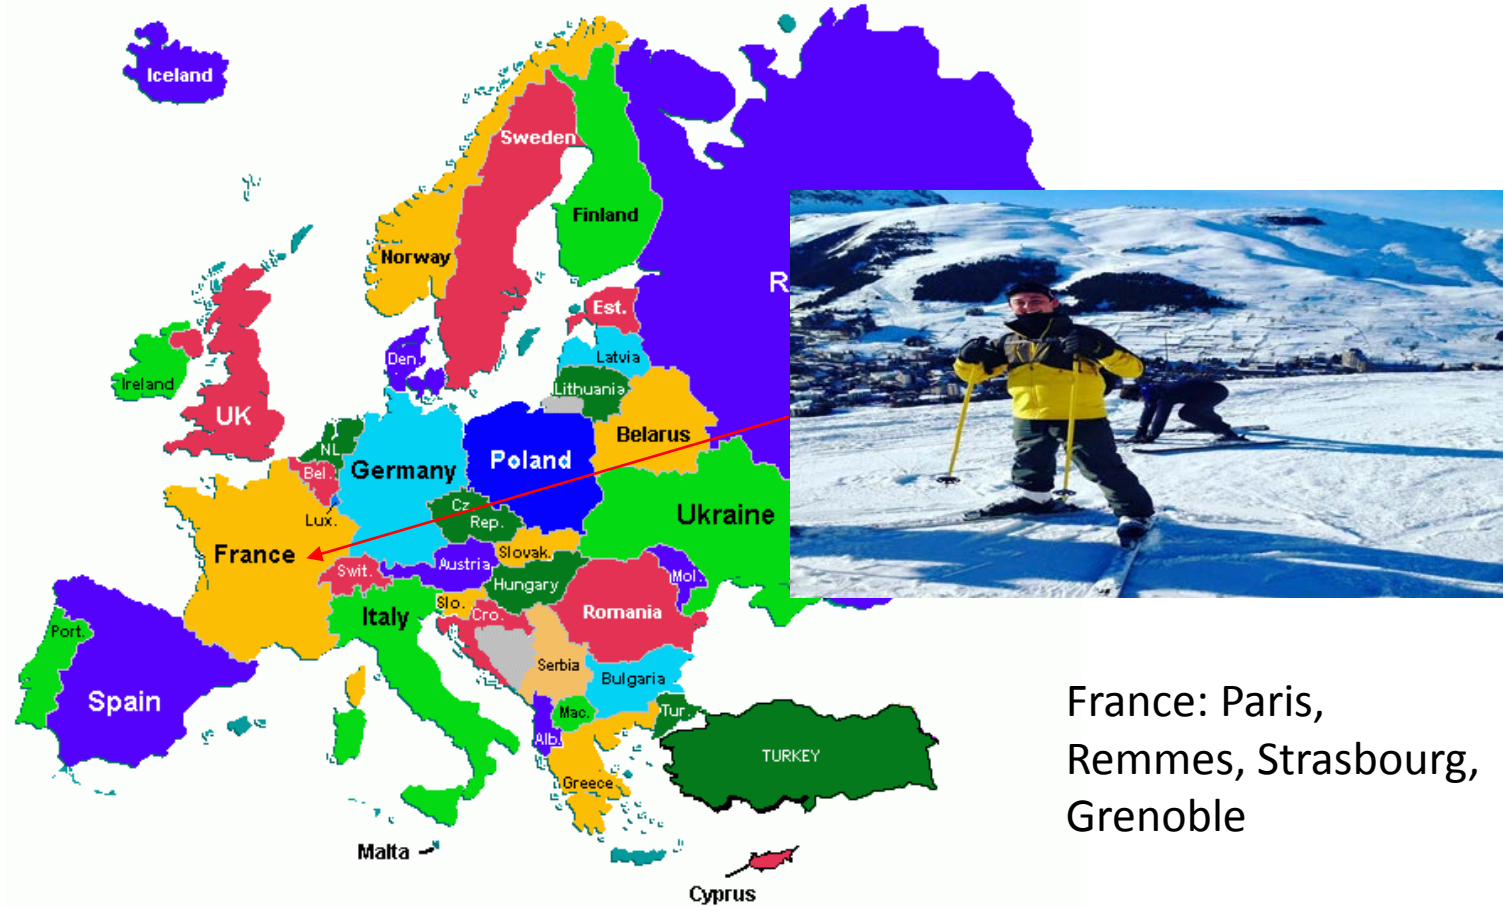 Iceland
Sweden
Finland
Norway
R
Est.
Den.
Latvia
Ireland
Lithuania
UK
Belarus
NL
Bel.
Germany
Poland
Cz
Rep.
Lux.
Ukraine
France
Slovak.
Swit.
Austria
Mol.
Hungary
Slo.
Cro.
Italy
Romania
Port.
Serbia
Bulgaria
Spain
Mac.
Tur.
Alb.
TURKEY
Greece
Malta
Cyprus
France: Paris,
Remmes, Strasbourg,
Grenoble